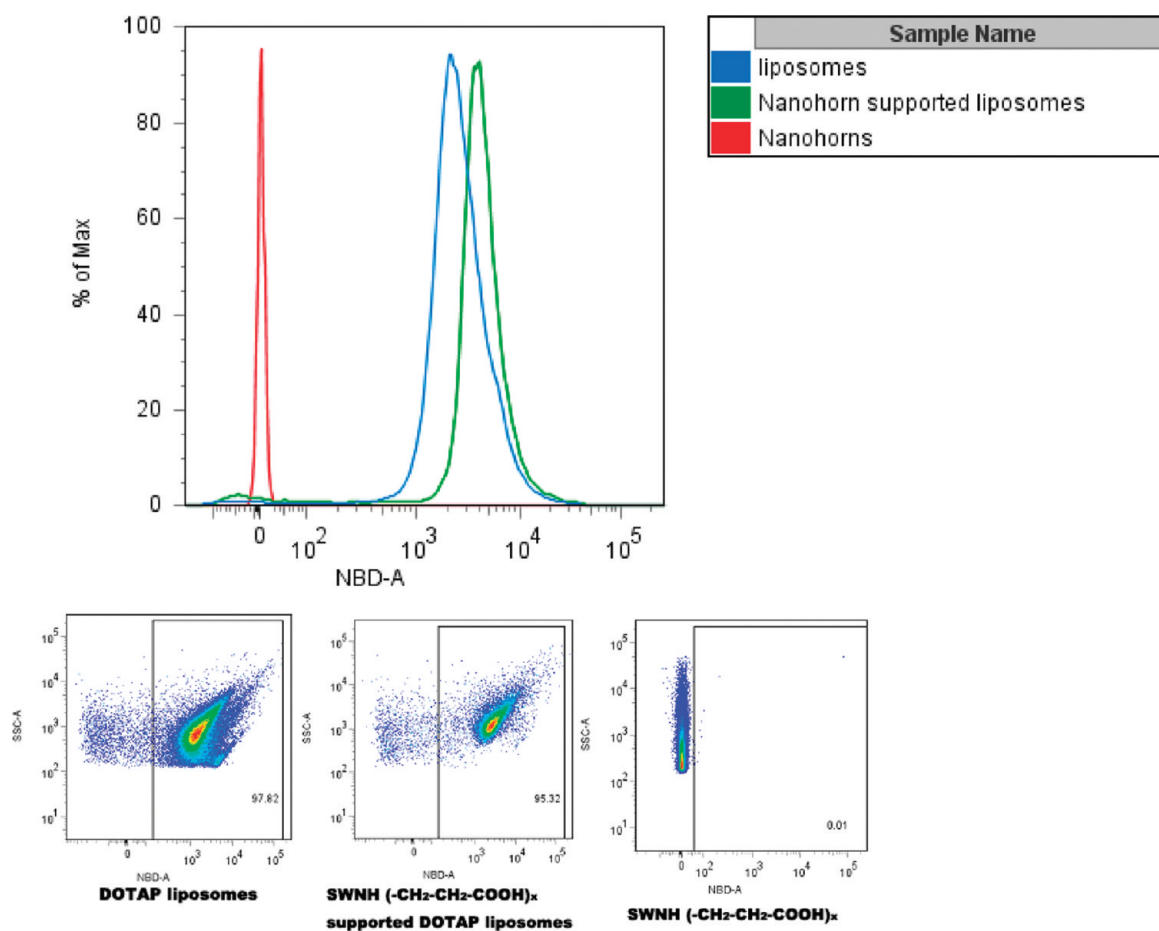 Sample Name
liposomes
Nanohorn supported liposomes
Nanohorns
100
80
60
40
20
0
% of Max
0 10² 10³ 10⁴ 10⁵
NBD-A
10⁵
10⁴
10³
10²
10¹
SSC-A
97.82
0 10³ 10⁴ 10⁵
NBD-A
DOTAP liposomes
10⁵
10⁴
10³
10²
10¹
SSC-A
95.32
0 10³ 10⁴ 10⁵
NBD-A
SWNH (-CH₂-CH₂-COOH)ₓ
supported DOTAP liposomes
10⁵
10⁴
10³
10²
10¹
SSC-A
0.01
0 10² 10³ 10⁴ 10⁵
NBD-A
SWNH (-CH₂-CH₂-COOH)ₓ